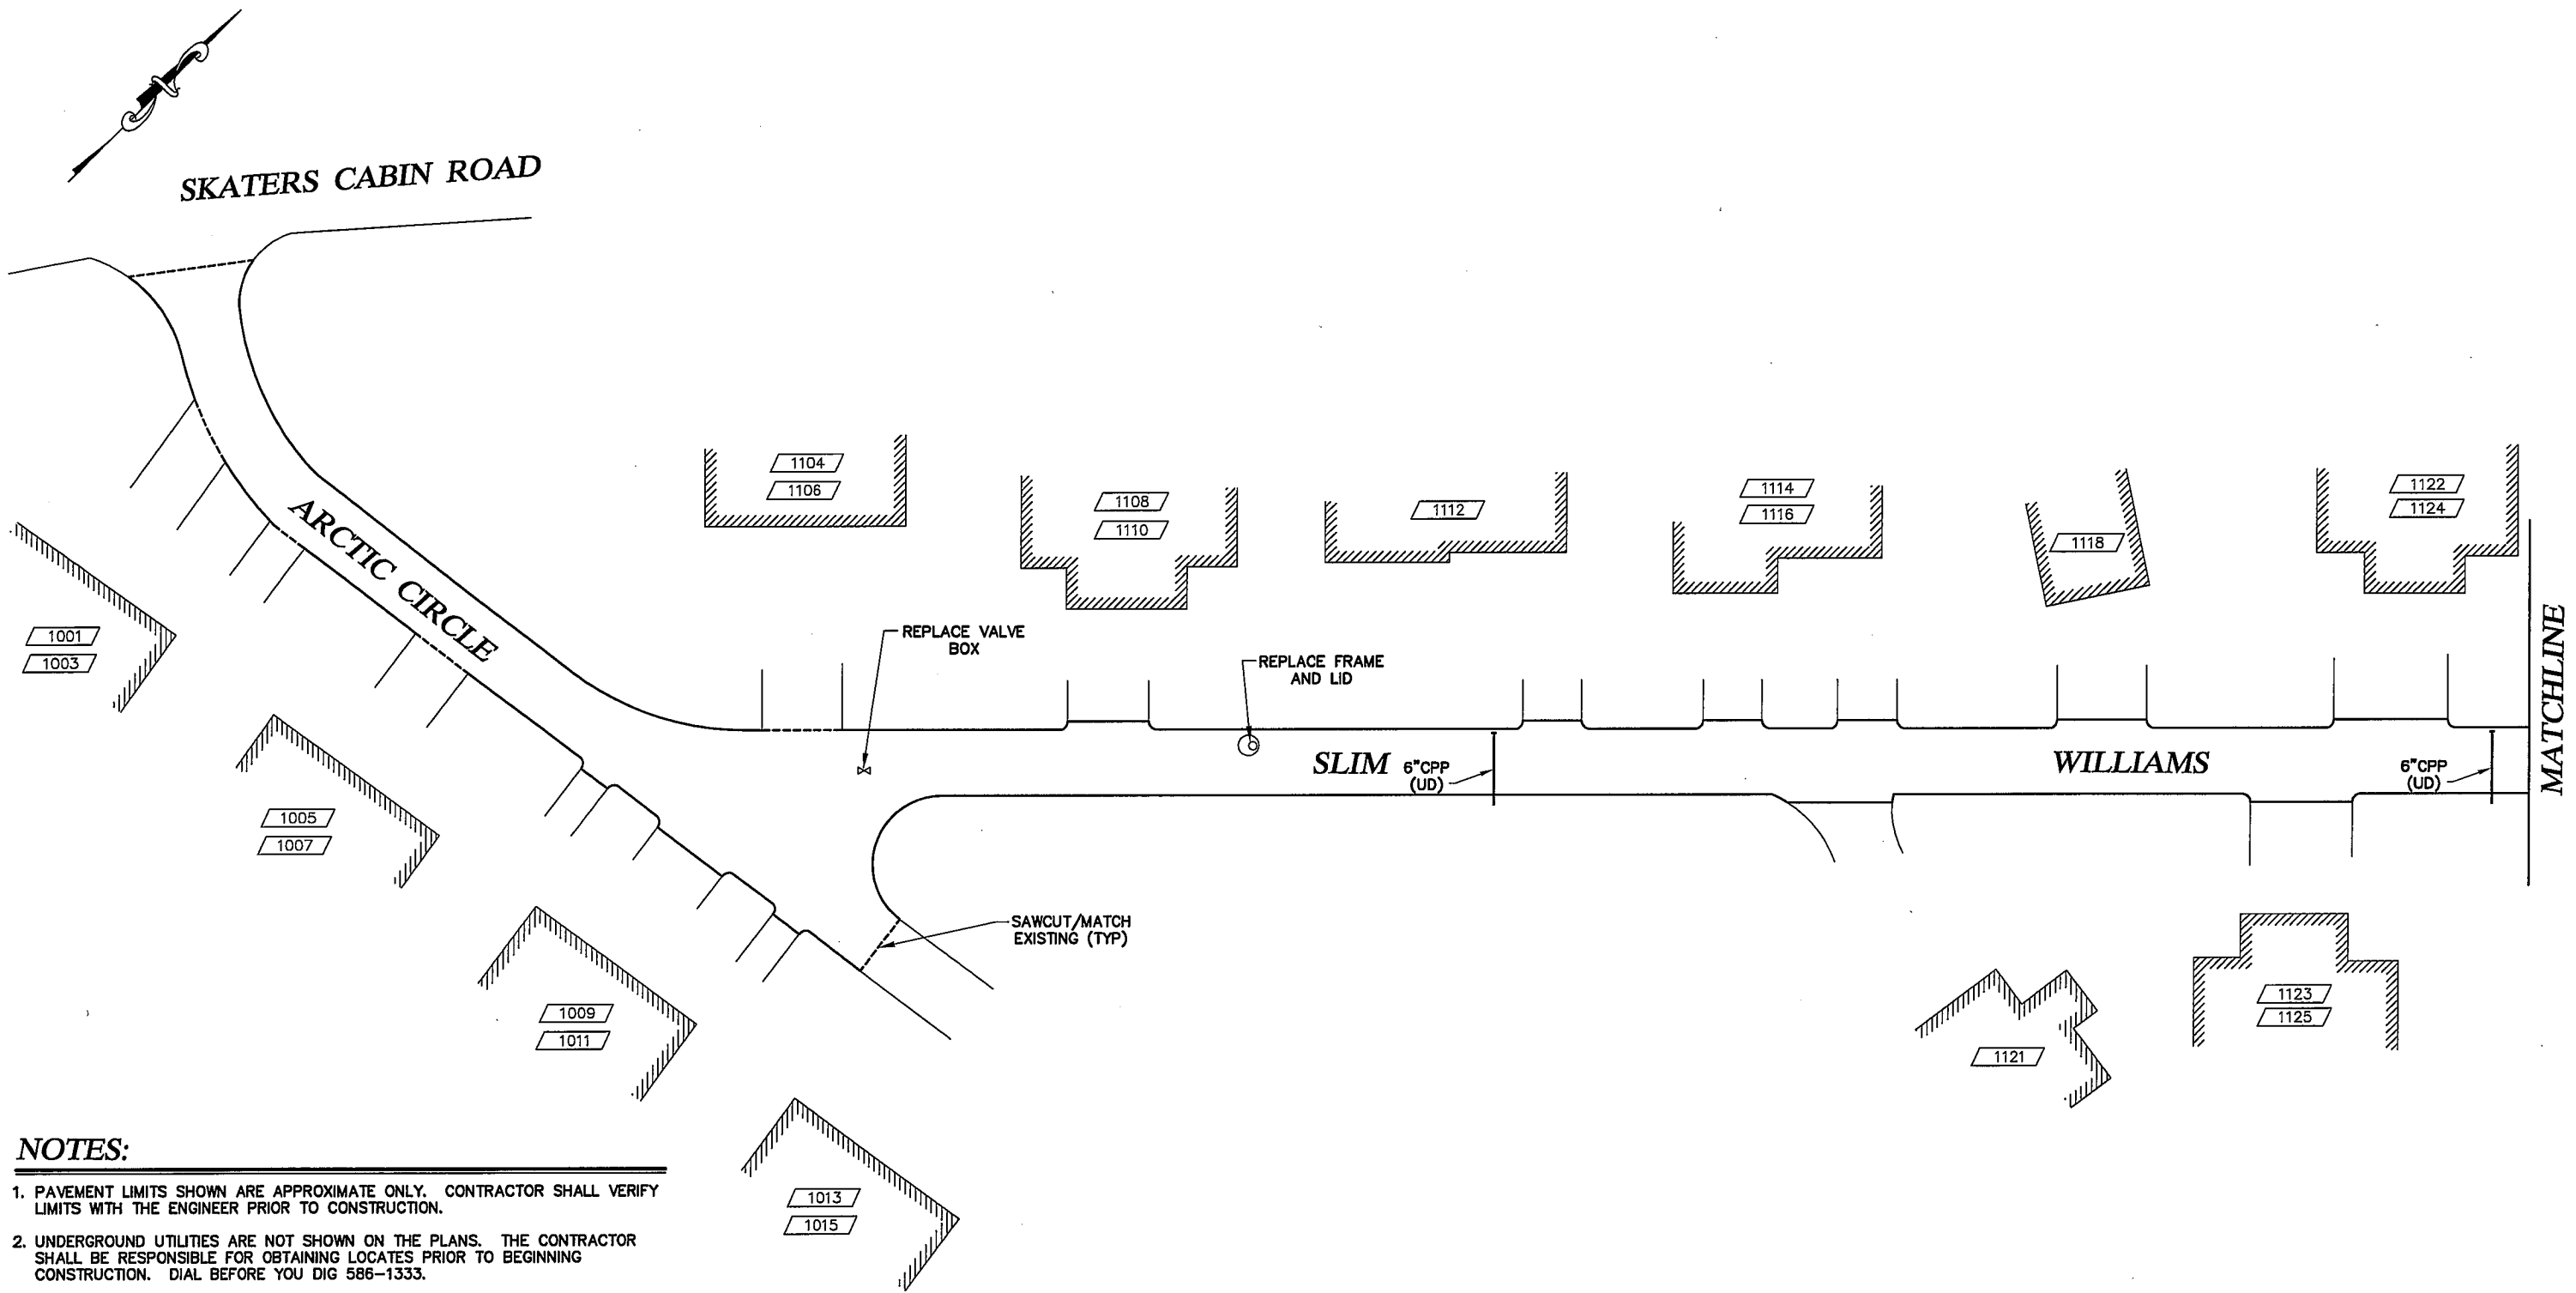 SKATERS CABIN ROAD
ARCTIC CIRCLE
1104
1106
1108
1110
1112
1114
1116
1118
1122
1124
1001
1003
REPLACE VALVE
BOX
REPLACE FRAME
AND LID
SLIM
6"CPP
(UD)
WILLIAMS
6"CPP
(UD)
MATCHLINE
1005
1007
SAWCUT/MATCH
EXISTING (TYP)
1009
1011
1121
1123
1125
1013
1015
NOTES:
1. PAVEMENT LIMITS SHOWN ARE APPROXIMATE ONLY. CONTRACTOR SHALL VERIFY
LIMITS WITH THE ENGINEER PRIOR TO CONSTRUCTION.
2. UNDERGROUND UTILITIES ARE NOT SHOWN ON THE PLANS. THE CONTRACTOR
SHALL BE RESPONSIBLE FOR OBTAINING LOCATES PRIOR TO BEGINNING
CONSTRUCTION. DIAL BEFORE YOU DIG 586-1333.